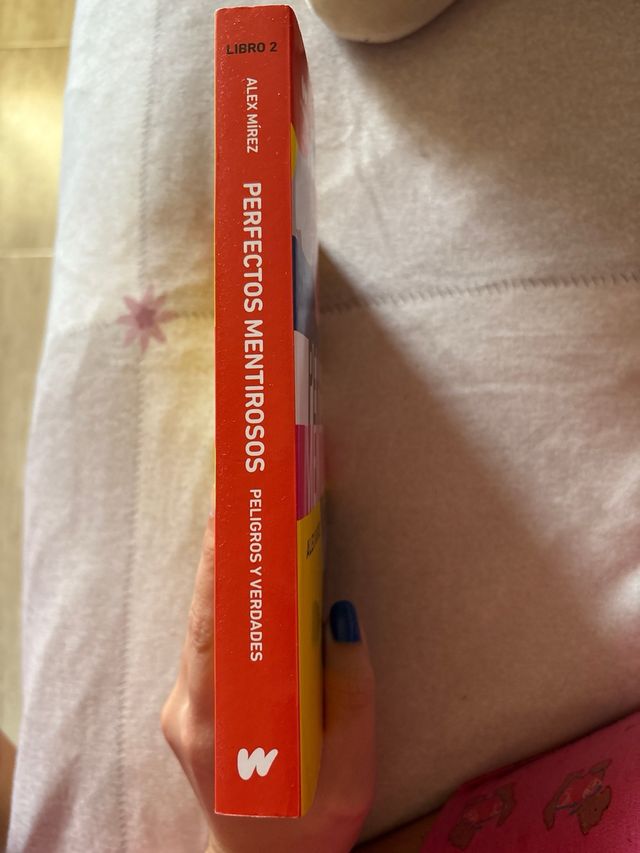 LIBRO 2
ALEX MÍREZ
PERFECTOS MENTIROSOS
PELIGROS Y VERDADES